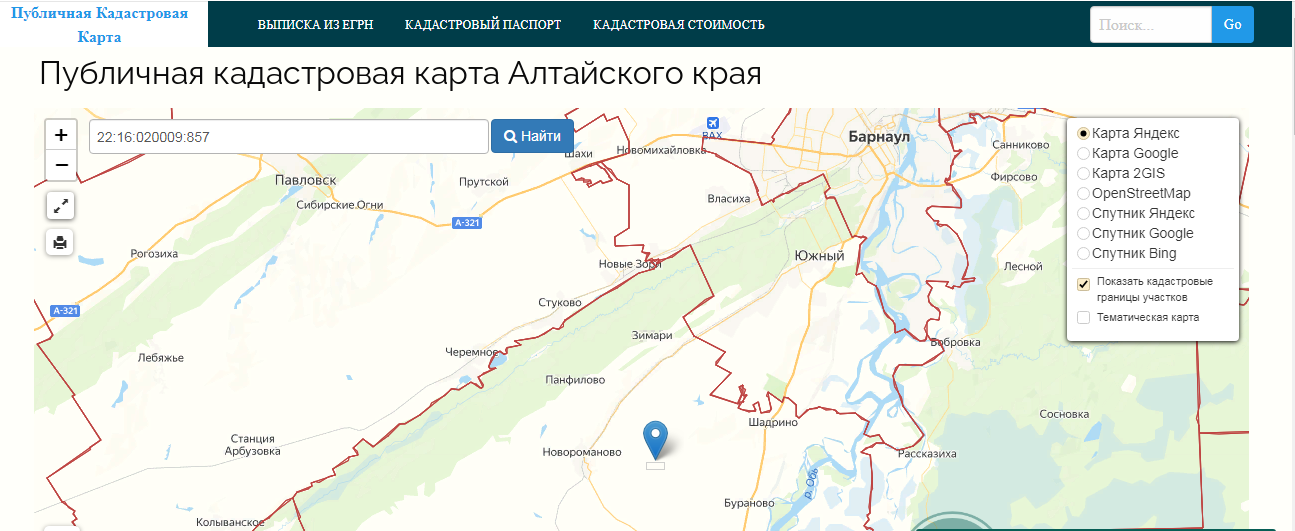 Публичная Кадастровая
Карта
ВЫПИСКА ИЗ ЕГРН
КАДАСТРОВЫЙ ПАСПОРТ
КАДАСТРОВАЯ СТОИМОСТЬ
Поиск...
Go
Публичная кадастровая карта Алтайского края
+
−
22:16:020009:857
Найти
Карта Яндекс
Карта Google
Карта 2GIS
OpenStreetMap
Спутник Яндекс
Спутник Google
Спутник Bing
Показать кадастровые
границы участков
Тематическая карта
ВАХ
Барнаул
Шахи
Новомихайловка
Санниково
Павловск
Прутской
Фирсово
Сибирские Огни
Власиха
А-321
Рогозиха
Новые Зори
Южный
Лесной
А-321
Стуково
Зимари
Лебяжье
Черемное
Бобровка
Панфилово
Сосновка
Шадрино
Станция
Арбузовка
Новороманово
Рассказиха
р. Обь
Бураново
Колыванское